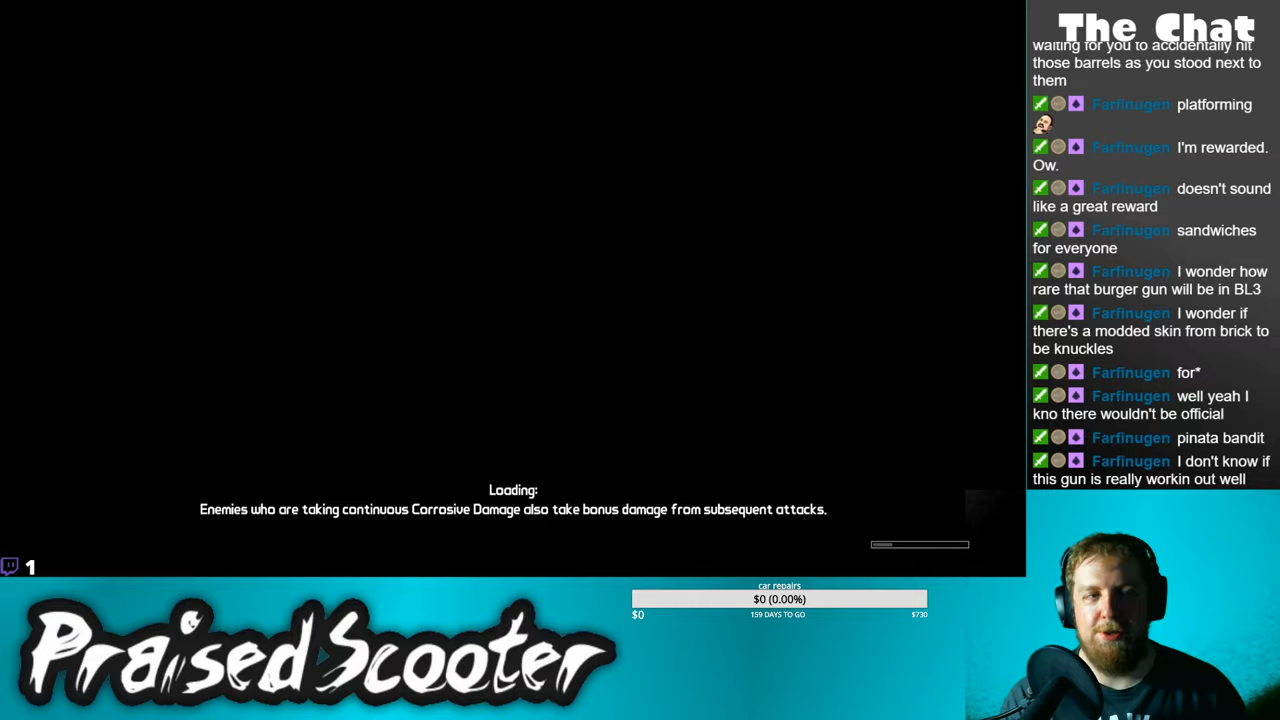 The Chat
waiting for you to accidentally hit
those barrels as you stood next to
them
Farfinugen platforming
Farfinugen I'm rewarded.
Ow.
Farfinugen doesn't sound
like a great reward
Farfinugen sandwiches
for everyone
Farfinugen I wonder how
rare that burger gun will be in BL3
Farfinugen I wonder if
there's a modded skin from brick to
be knuckles
Farfinugen for*
Farfinugen well yeah I
kno there wouldn't be official
Farfinugen pinata bandit
Farfinugen I don't know if
this gun is really workin out well
Loading:
Enemies who are taking continuous Corrosive Damage also take bonus damage from subsequent attacks.
1
car repairs
$0 (0.00%)
$0 159 DAYS TO GO $730
PraisedScooter